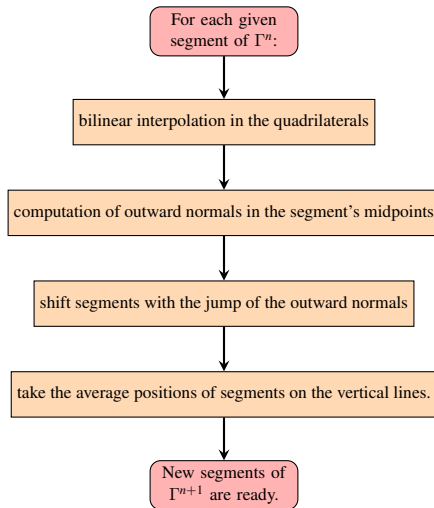 For each given
segment of Γⁿ:
bilinear interpolation in the quadrilaterals
computation of outward normals in the segment's midpoints
shift segments with the jump of the outward normals
take the average positions of segments on the vertical lines.
New segments of
Γⁿ⁺¹ are ready.